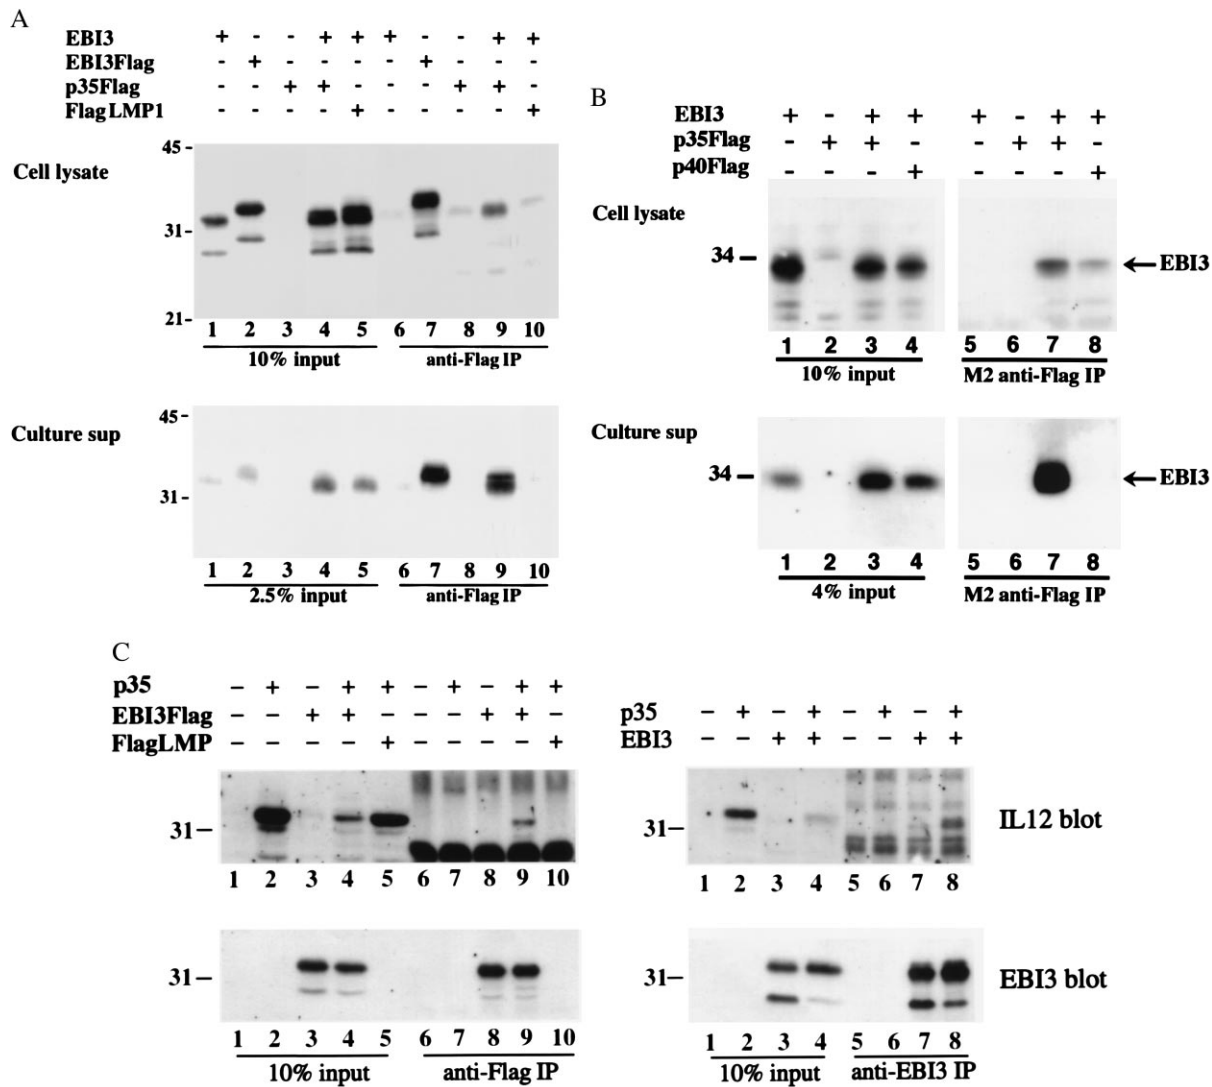 A
EBI3 + - - + + + - - + +
EBI3Flag - + - - - - + - - -
p35Flag - - + + - - - + + -
FlagLMP1 - - - - + - - - - +
45 -
Cell lysate
31 -
21 -
1 2 3 4 5 6 7 8 9 10
10% input anti-Flag IP
45 -
Culture sup
31 -
1 2 3 4 5 6 7 8 9 10
2.5% input anti-Flag IP
B
EBI3 + - + + + - + +
p35Flag - + + - - + + -
p40Flag - - - + - - - +
Cell lysate
34 -
← EBI3
1 2 3 4 5 6 7 8
10% input M2 anti-Flag IP
Culture sup
34 -
← EBI3
1 2 3 4 5 6 7 8
4% input M2 anti-Flag IP
C
p35 - + - + + - + - + +
EBI3Flag - - + + - - - + + -
FlagLMP - - - - + - - - - +
31 -
1 2 3 4 5 6 7 8 9 10
31 -
1 2 3 4 5 6 7 8 9 10
10% input anti-Flag IP
p35 - + - + - + - +
EBI3 - - + + - - + +
31 -
IL12 blot
1 2 3 4 5 6 7 8
31 -
EBI3 blot
1 2 3 4 5 6 7 8
10% input anti-EBI3 IP